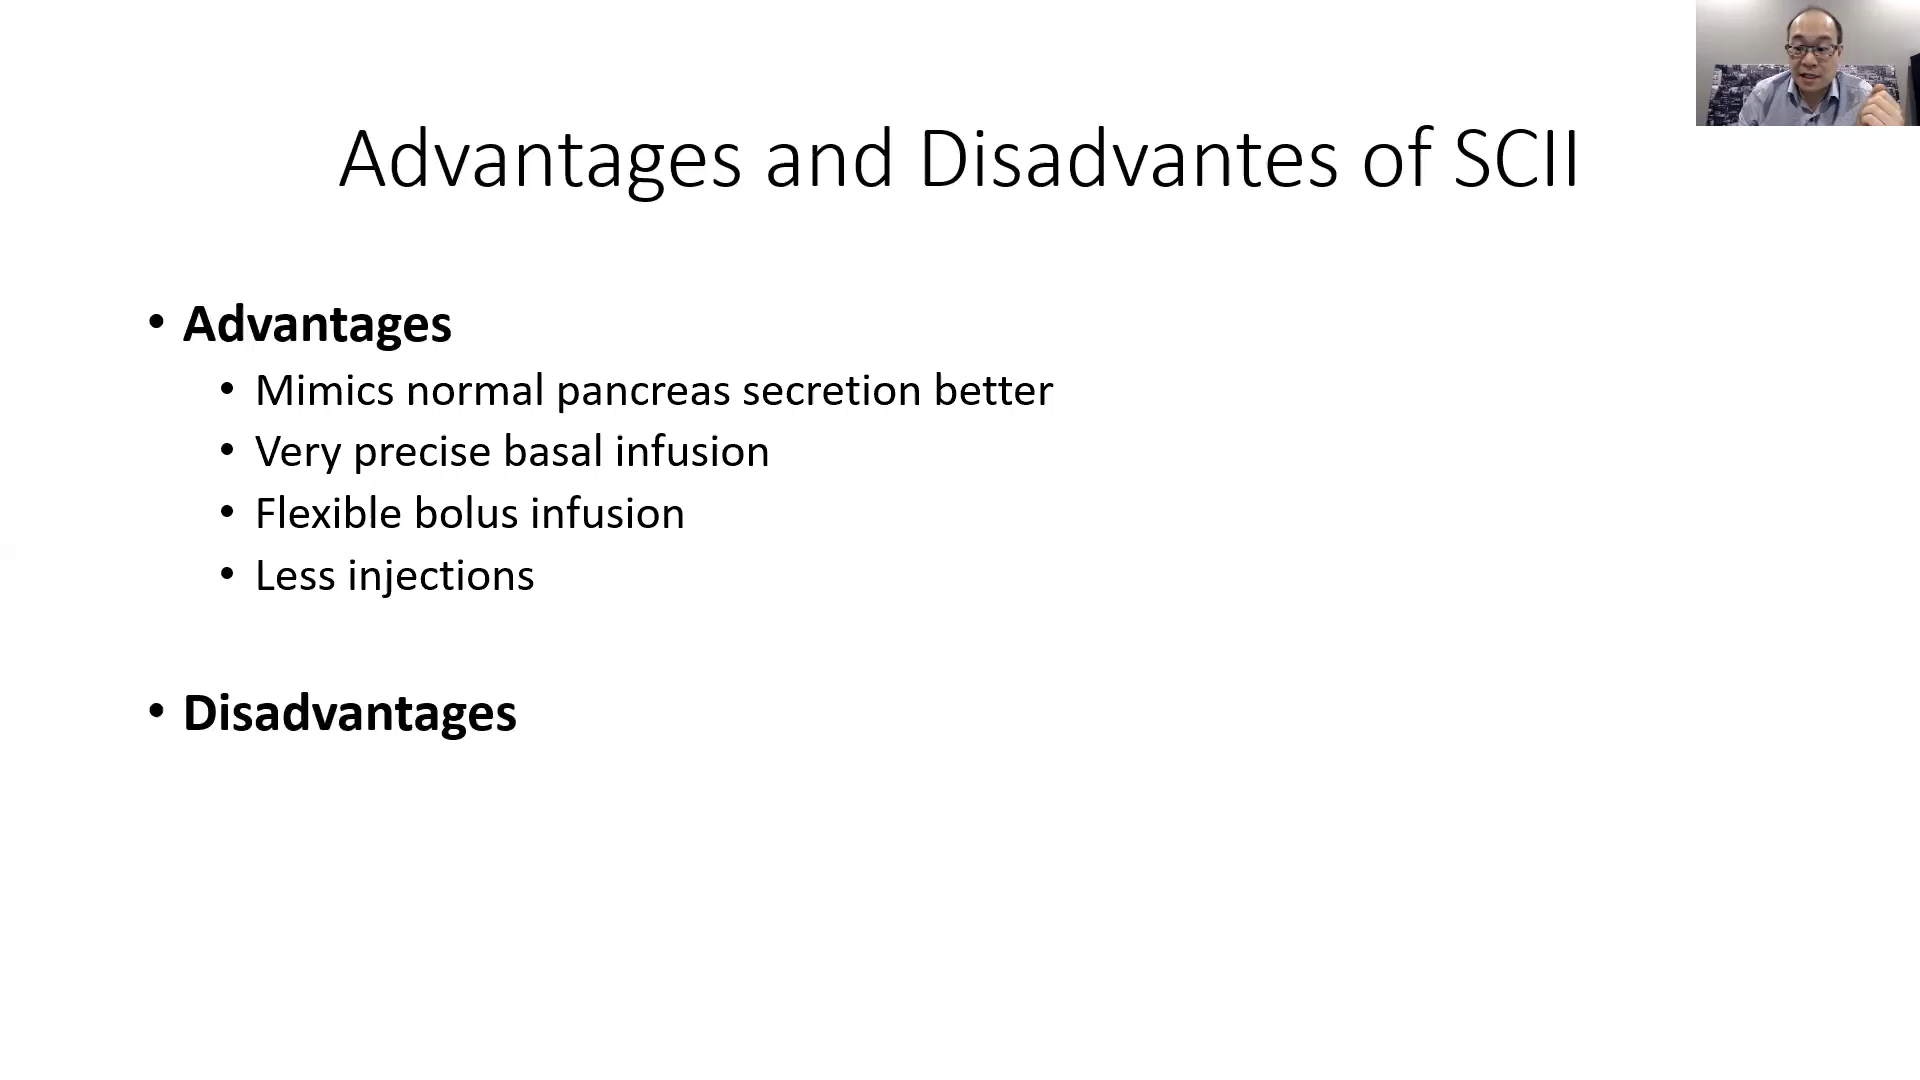 Advantages and Disadvantes of SCII
• Advantages
• Mimics normal pancreas secretion better
• Very precise basal infusion
• Flexible bolus infusion
• Less injections
• Disadvantages